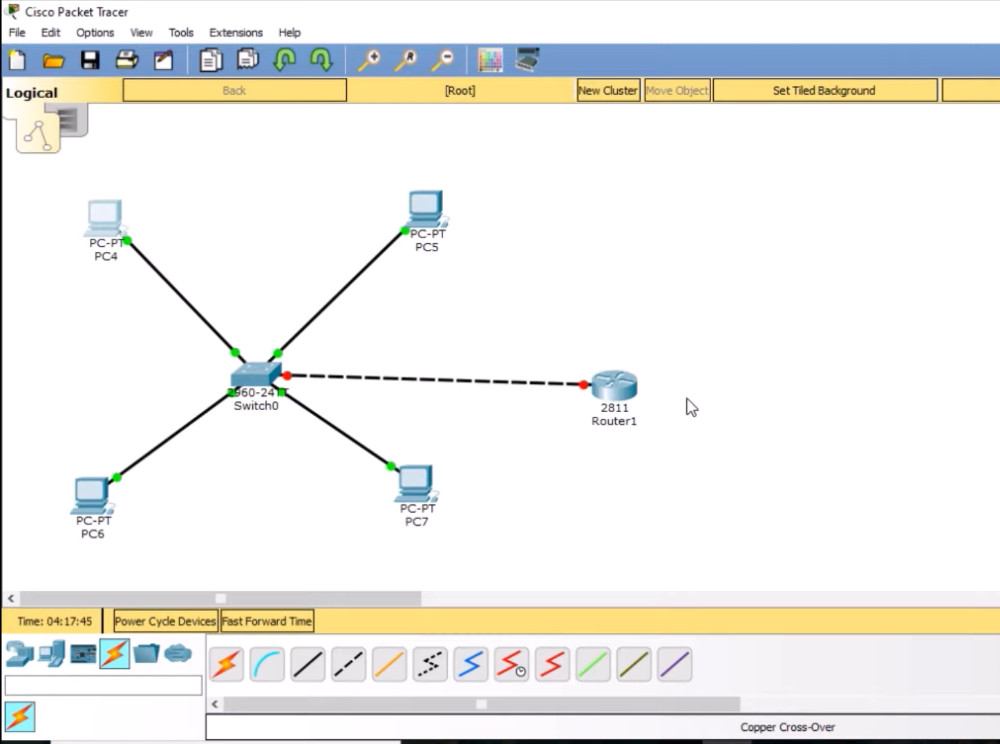 Cisco Packet Tracer
File Edit Options View Tools Extensions Help
Logical Back [Root] New Cluster Move Object Set Tiled Background
PC-PT
PC4
PC-PT
PC5
2960-24TT
Switch0
2811
Router1
PC-PT
PC6
PC-PT
PC7
Time: 04:17:45 Power Cycle Devices Fast Forward Time
Copper Cross-Over